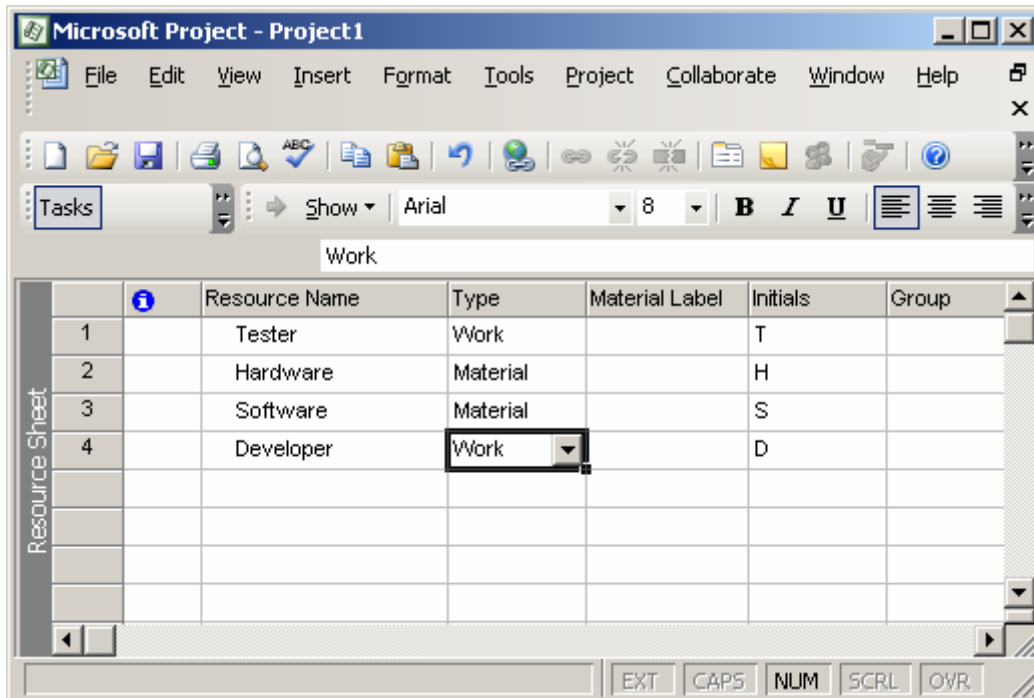 Microsoft Project - Project1
File Edit View Insert Format Tools Project Collaborate Window Help
ABC
Tasks Show Arial 8 B I U
Work
Resource Name Type Material Label Initials Group
1 Tester Work T
2 Hardware Material H
3 Software Material S
4 Developer Work D
Resource Sheet
EXT CAPS NUM SCRL OVR